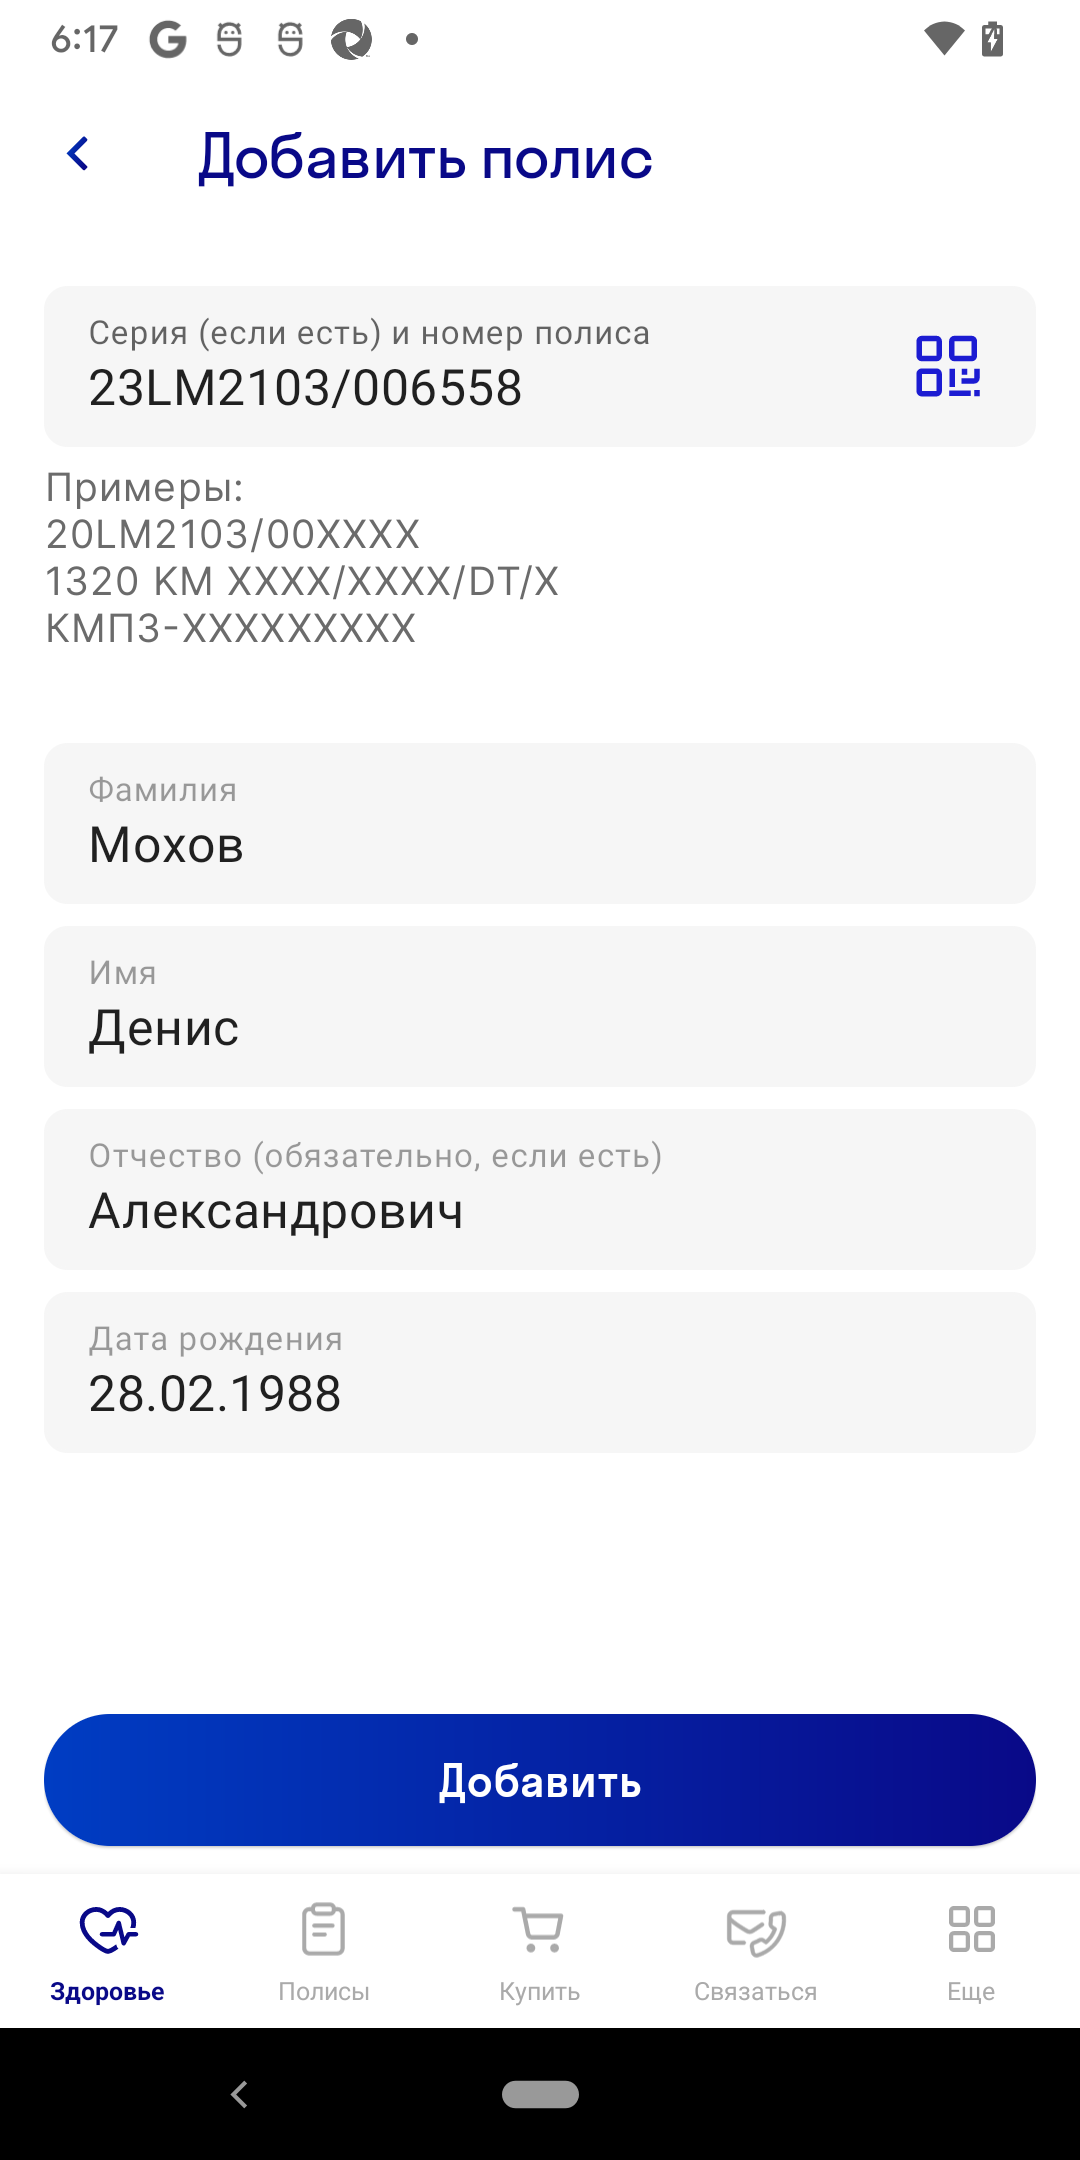 6:17
Добавить полис
Серия (если есть) и номер полиса
23LM2103/006558
Примеры:
20LM2103/00XXXX
1320 КМ XXXX/XXXX/DT/X
КМПЗ-XXXXXXXXX
Фамилия
Мохов
Имя
Денис
Отчество (обязательно, если есть)
Александрович
Дата рождения
28.02.1988
Добавить
Здоровье
Полисы
Купить
Связаться
Еще